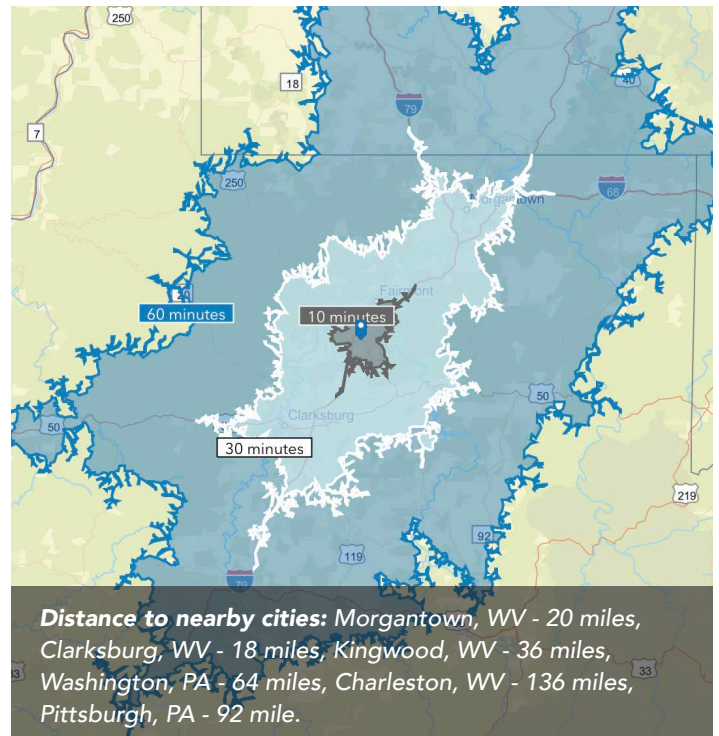 250
18
7
79
40
250
Morgantown
68
20
Fairmont
60 minutes
10 minutes
50
Clarksburg
50
30 minutes
92
219
119
79
33
33
Distance to nearby cities: Morgantown, WV - 20 miles,
Clarksburg, WV - 18 miles, Kingwood, WV - 36 miles,
Washington, PA - 64 miles, Charleston, WV - 136 miles,
Pittsburgh, PA - 92 mile.